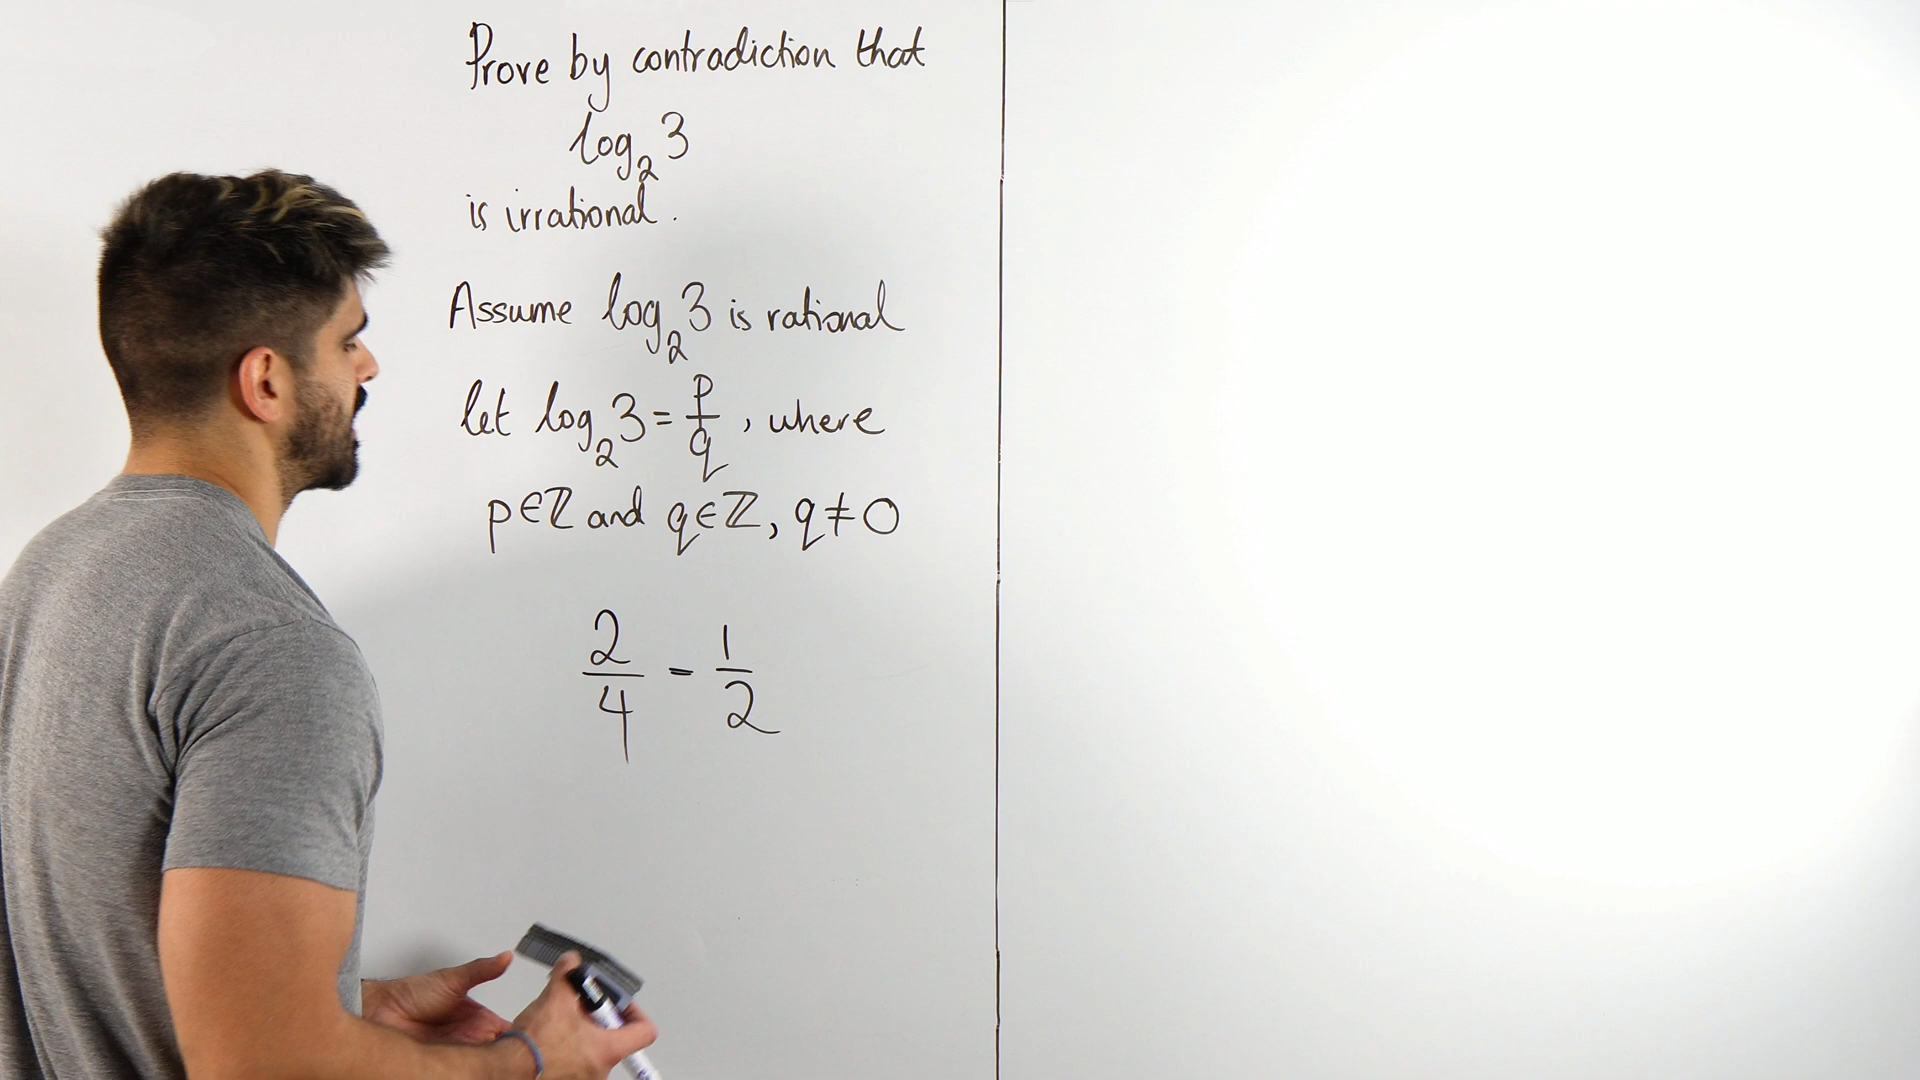 Prove by contradiction that
log₂3
is irrational.
Assume log₂3 is rational
let log₂3 = p/q, where
p∈ℤ and q∈ℤ, q≠0
2/4 = 1/2